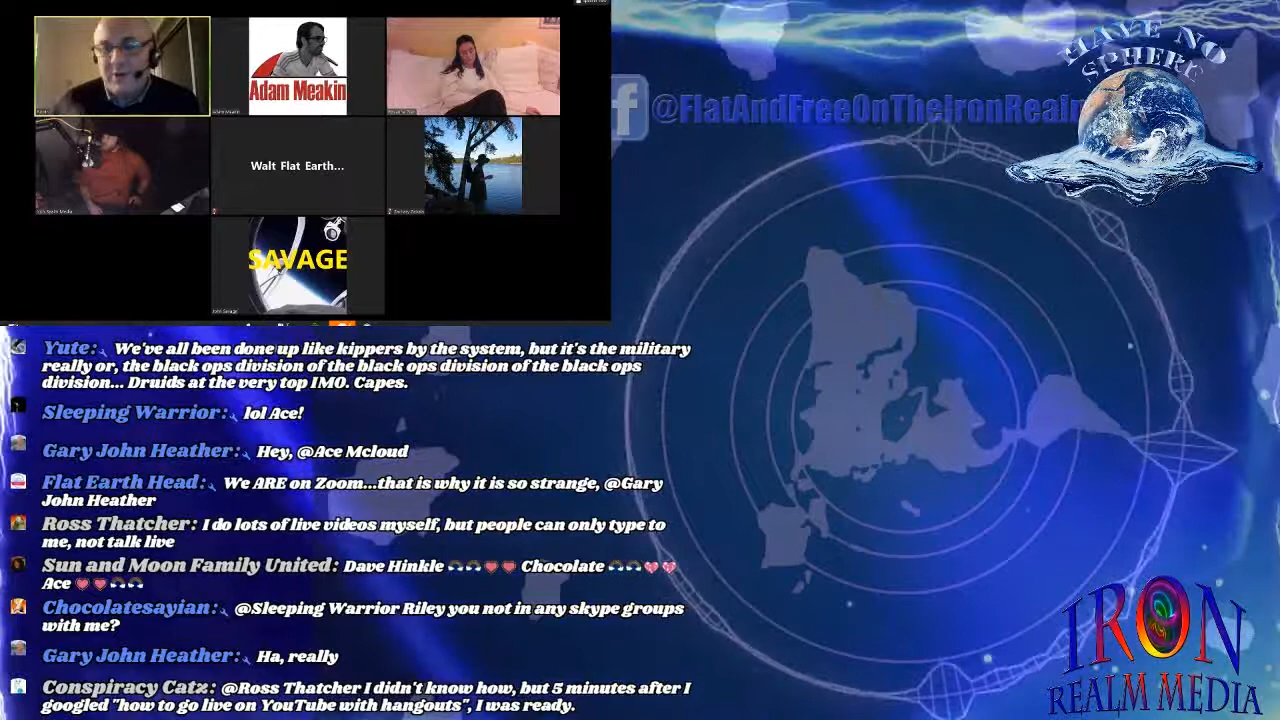 Adam Meakin
Walt Flat Earth...
SAVAGE
John Savage
f @FlatAndFreeOnTheIronRealm
HAVE NO
SPHERE
Yute: We've all been done up like kippers by the system, but it's the military
really or, the black ops division of the black ops division of the black ops
division... Druids at the very top IMO. Capes.
Sleeping Warrior: lol Ace!
Gary John Heather: Hey, @Ace Mcloud
Flat Earth Head: We ARE on Zoom...that is why it is so strange, @Gary
John Heather
Ross Thatcher: I do lots of live videos myself, but people can only type to
me, not talk live
Sun and Moon Family United: Dave Hinkle Chocolate
Ace
Chocolatesayian: @Sleeping Warrior Riley you not in any skype groups
with me?
Gary John Heather: Ha, really
Conspiracy Catz: @Ross Thatcher I didn't know how, but 5 minutes after I
googled "how to go live on YouTube with hangouts", I was ready.
IRON
REALM MEDIA